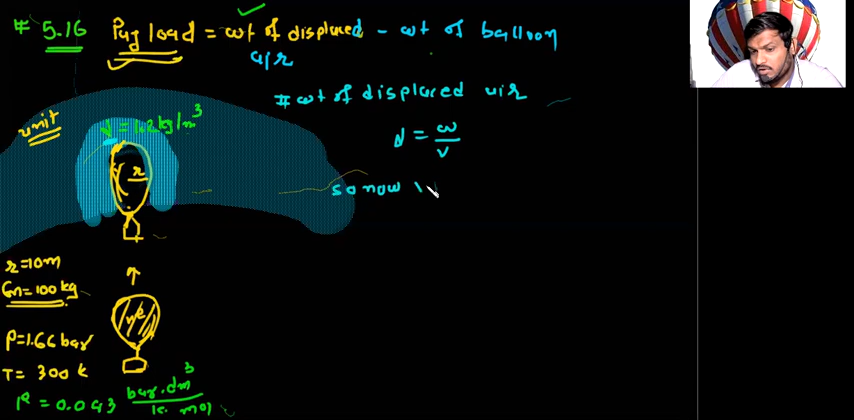 # 5.16 Pay load = wt of displaced air - wt of balloon
# wt of displaced air
d = w/v
so now
unit
d = 1.2 kg/m³
r
r = 10m
m = 100 kg
He
P = 1.66 bar
T = 300 k
R = 0.083 bar.dm³/k.mol